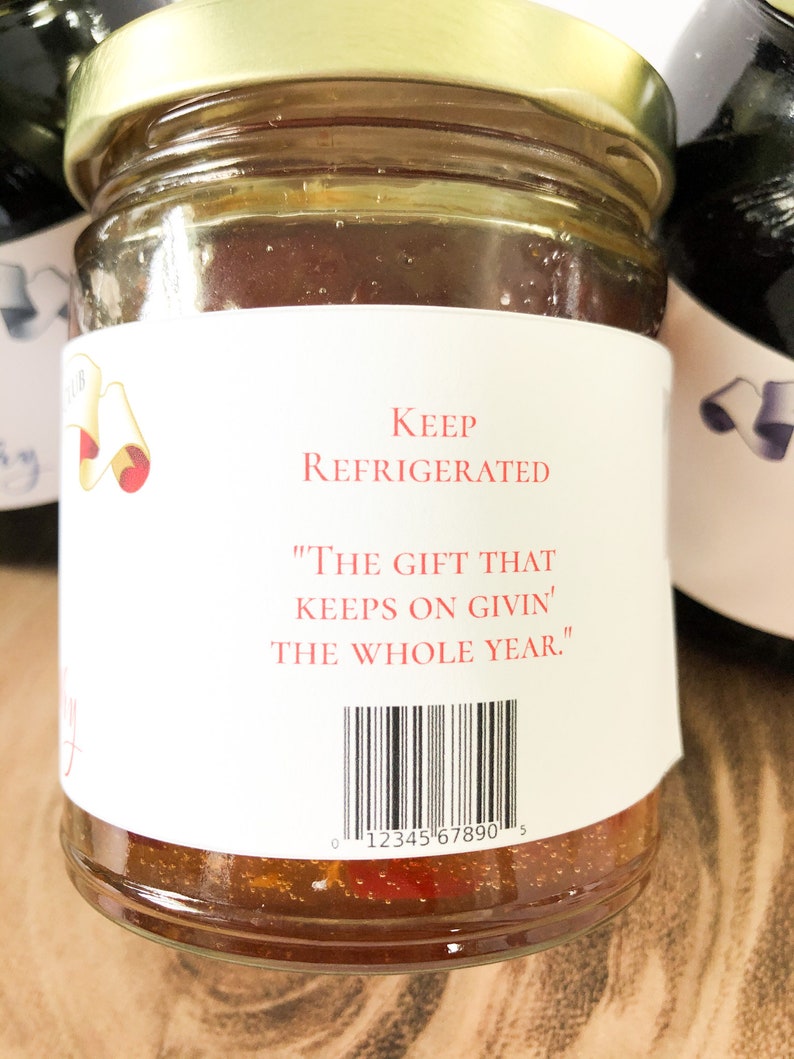 KEEP
REFRIGERATED
"THE GIFT THAT
KEEPS ON GIVIN'
THE WHOLE YEAR."
0 12345 67890 5